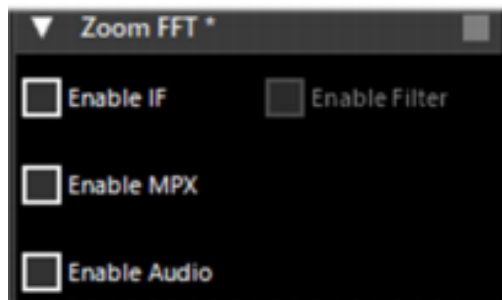 Zoom FFT *
Enable IF Enable Filter
Enable MPX
Enable Audio